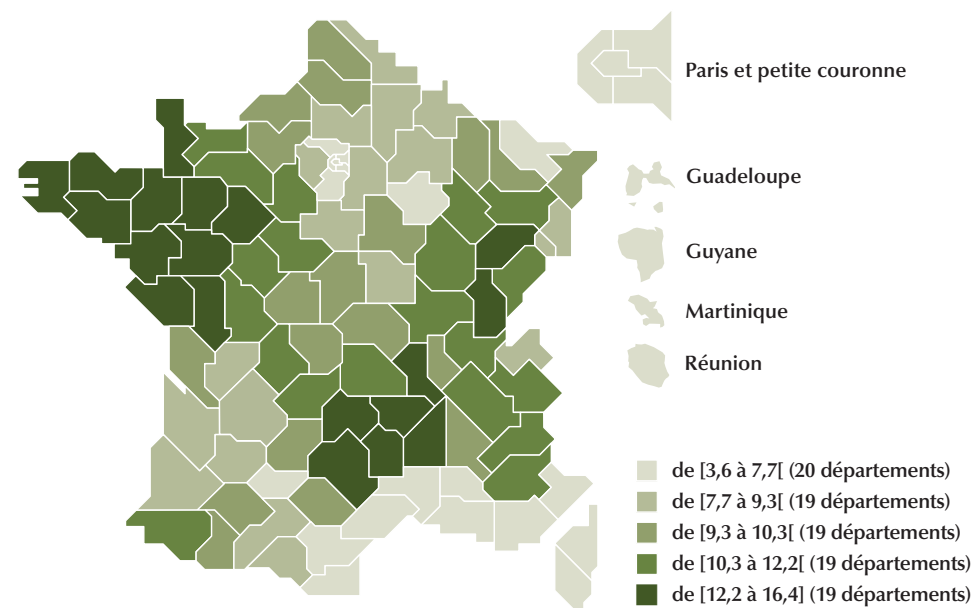 Paris et petite couronne
Guadeloupe
Guyane
Martinique
Réunion
de [3,6 à 7,7[ (20 départements)
de [7,7 à 9,3[ (19 départements)
de [9,3 à 10,3[ (19 départements)
de [10,3 à 12,2[ (19 départements)
de [12,2 à 16,4] (19 départements)